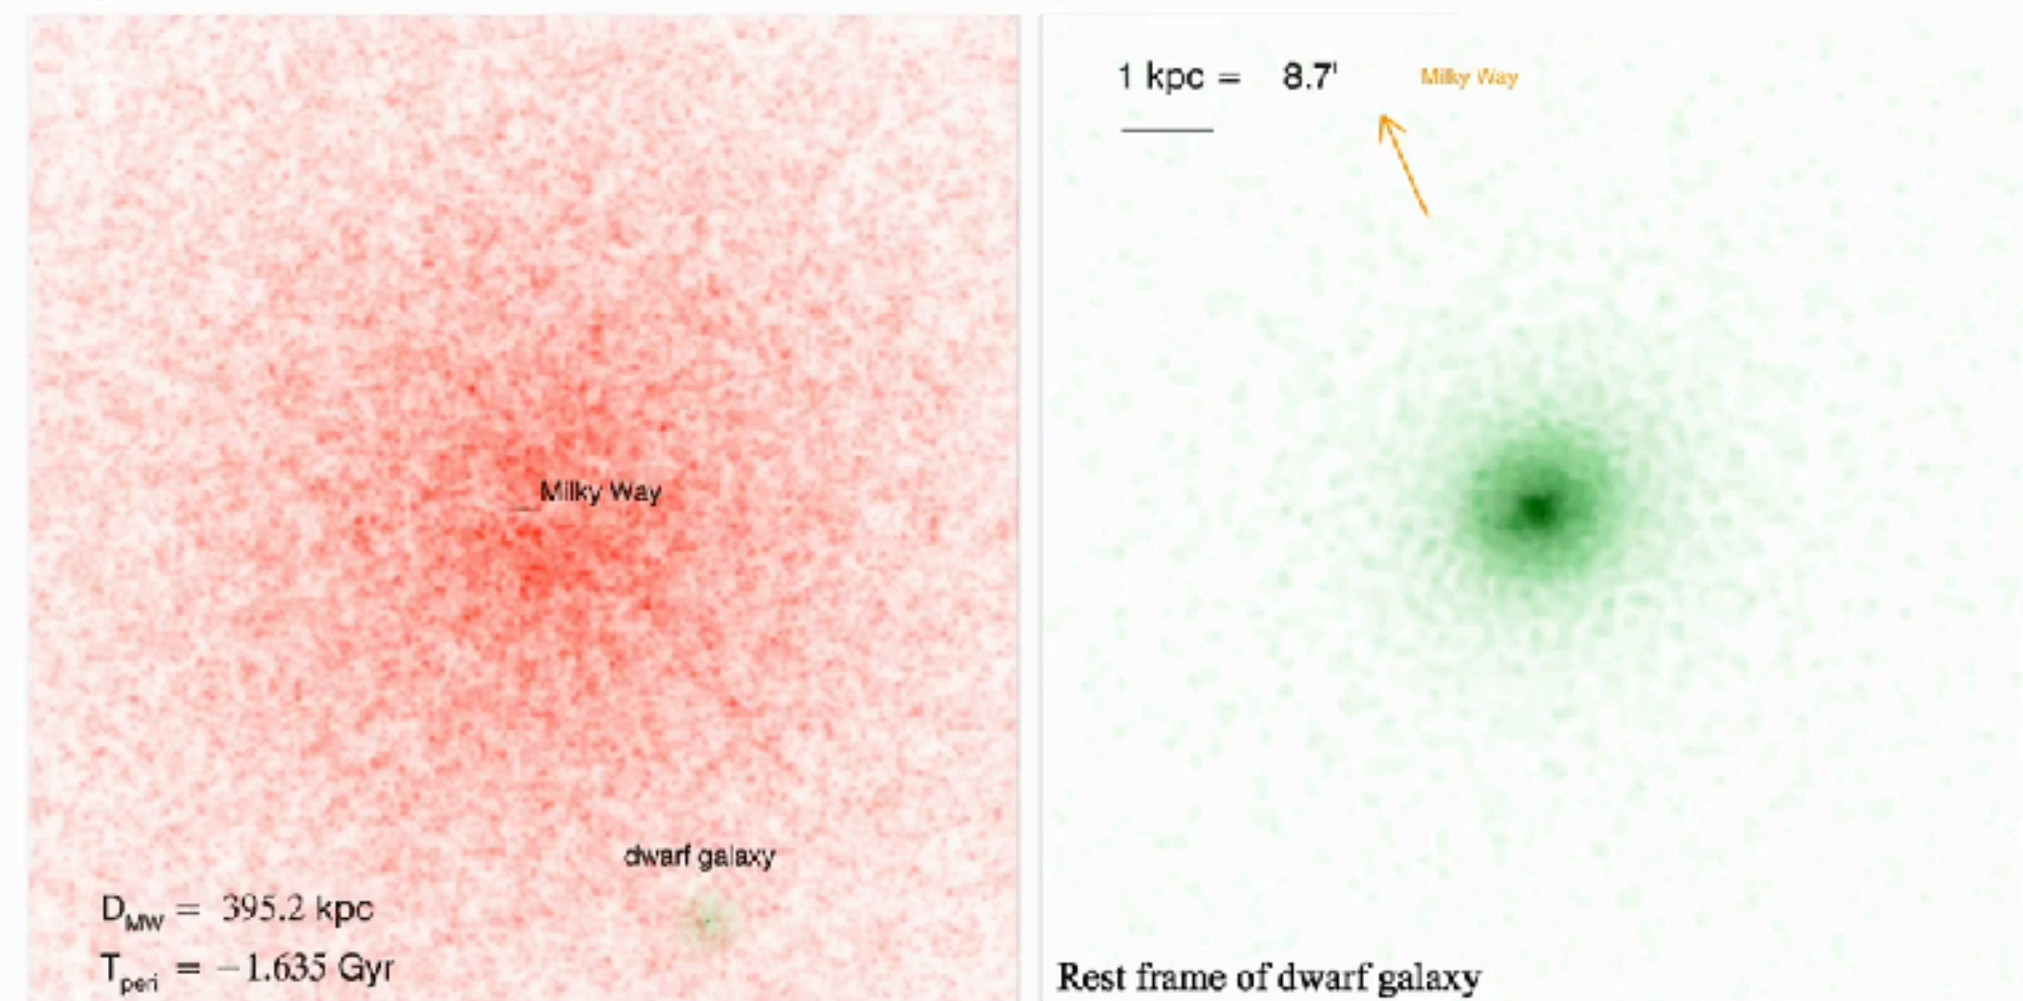 Milky Way
dwarf galaxy
D_MW = 395.2 kpc
T_peri = −1.635 Gyr
1 kpc = 8.7'
Milky Way
Rest frame of dwarf galaxy